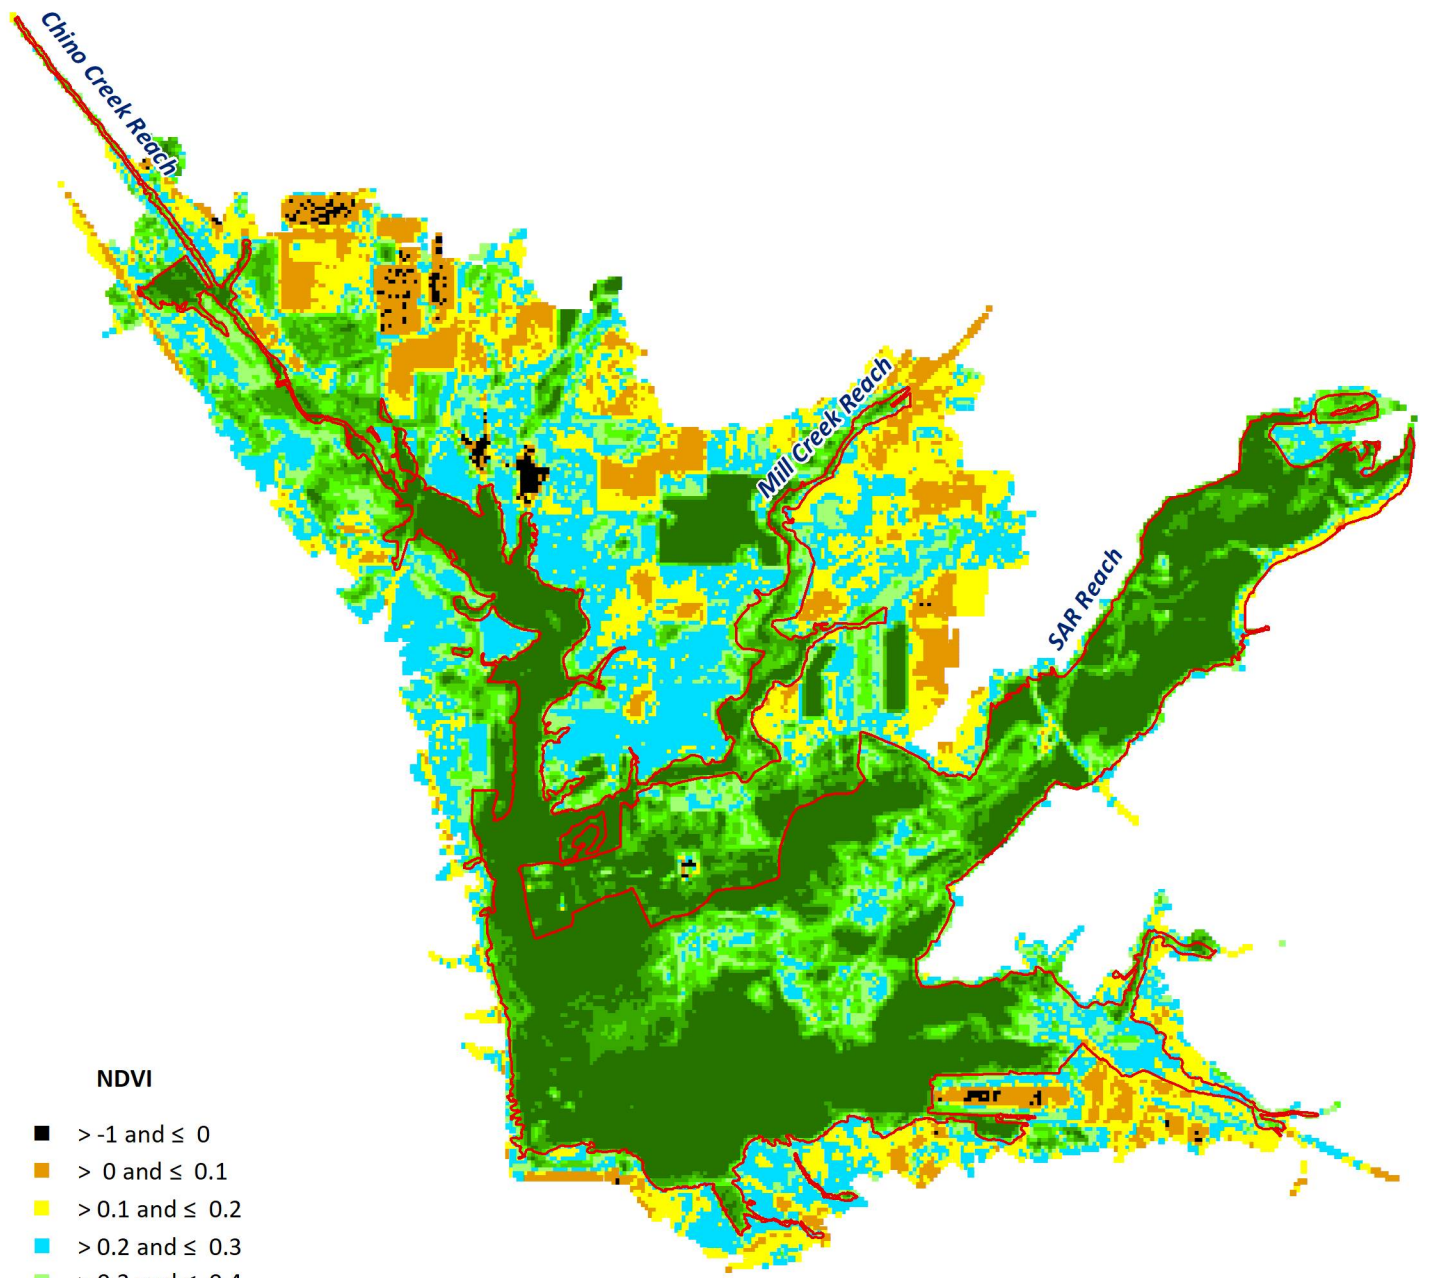 Chino Creek Reach
Mill Creek Reach
SAR Reach
NDVI
> -1 and ≤ 0
> 0 and ≤ 0.1
> 0.1 and ≤ 0.2
> 0.2 and ≤ 0.3